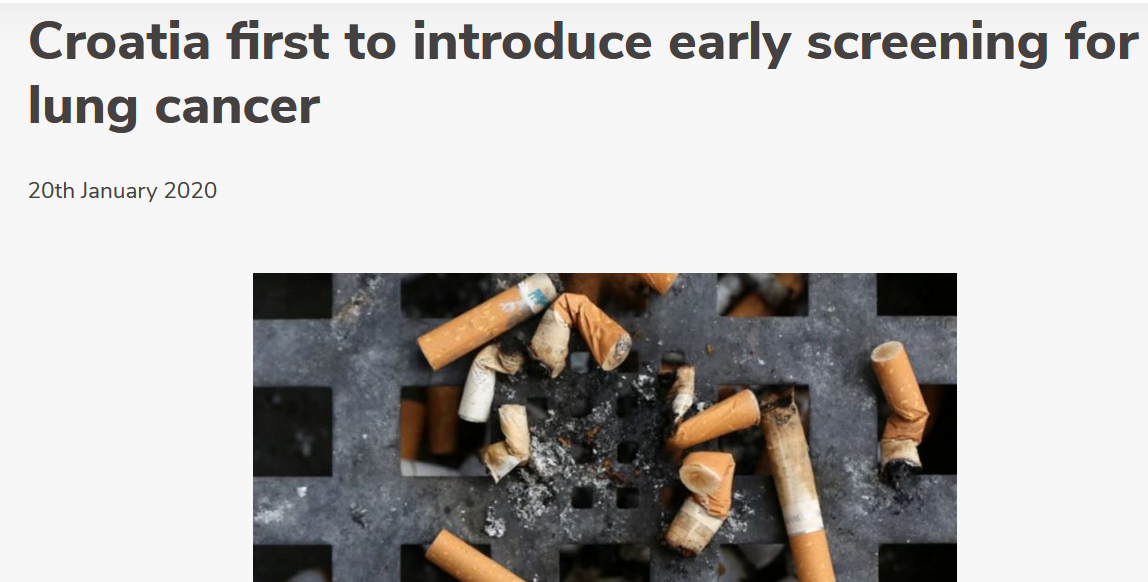 Croatia first to introduce early screening for
lung cancer
20th January 2020